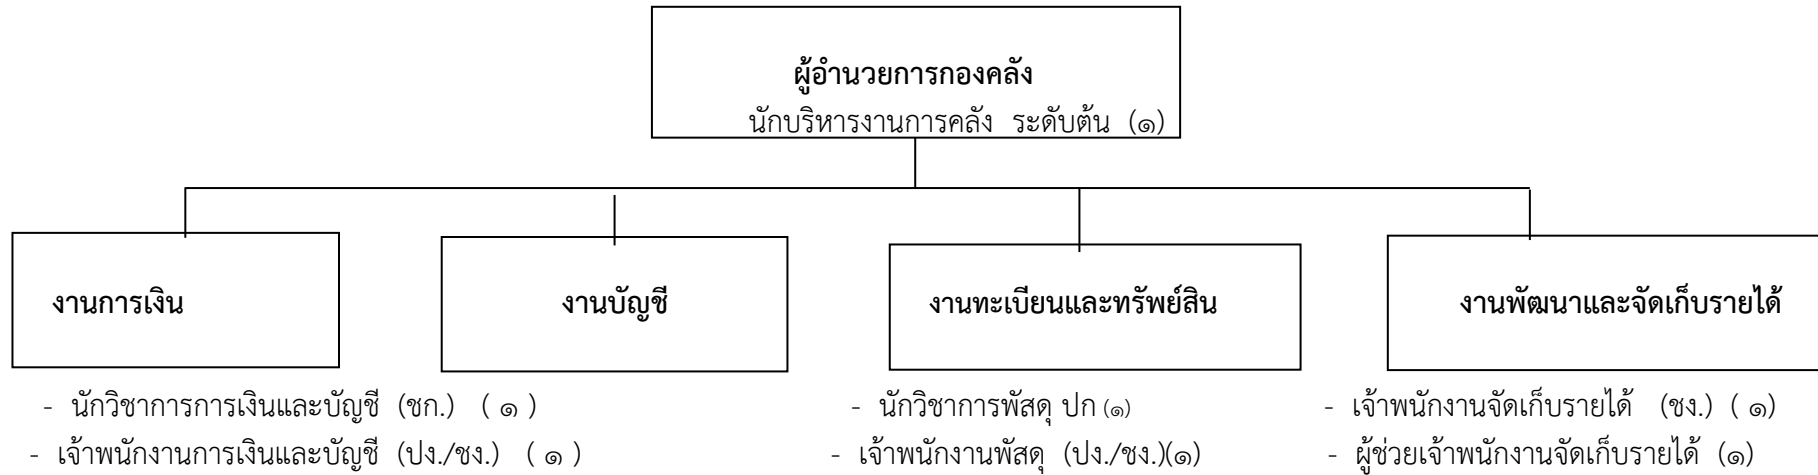 ผู้อำนวยการกองคลัง
นักบริหารงานการคลัง ระดับต้น (๑)
งานการเงิน
งานบัญชี
งานทะเบียนและทรัพย์สิน
งานพัฒนาและจัดเก็บรายได้
- นักวิชาการการเงินและบัญชี (ชก.) ( ๑ )
- เจ้าพนักงานการเงินและบัญชี (ปง./ชง.) ( ๑ )
- นักวิชาการพัสดุ ปก (๑)
- เจ้าพนักงานพัสดุ (ปง./ชง.)(๑)
- เจ้าพนักงานจัดเก็บรายได้ (ชง.) ( ๑)
- ผู้ช่วยเจ้าพนักงานจัดเก็บรายได้ (๑)